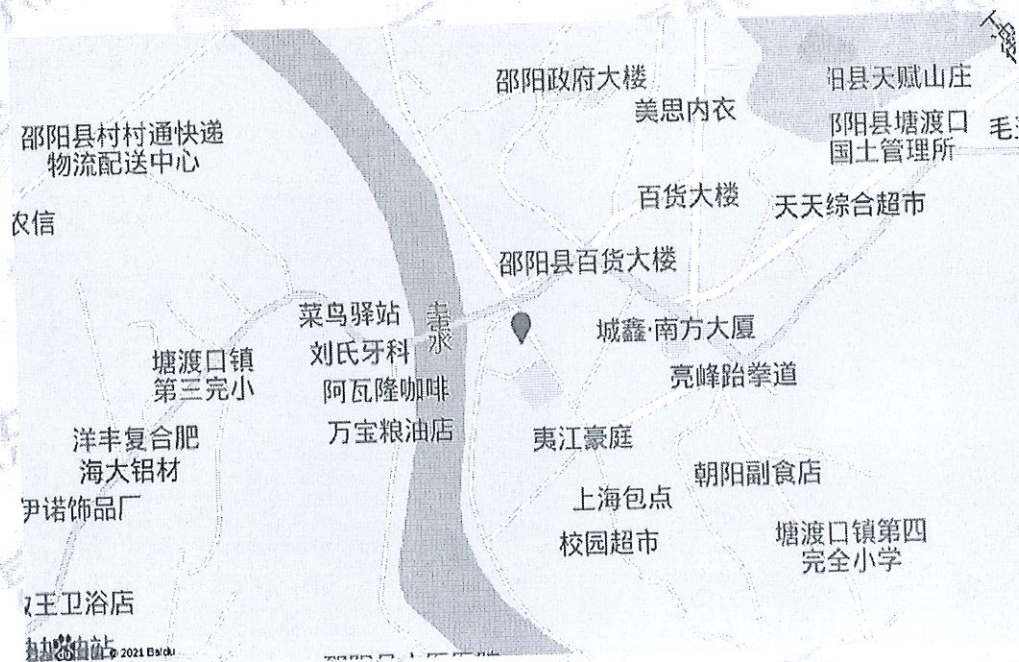 邵阳政府大楼
阳县天赋山庄
美思内衣
邵阳县村村通快递
物流配送中心
阳县塘渡口
国土管理所
毛
百货大楼
天天综合超市
农信
邵阳县百货大楼
菜鸟驿站
城鑫·南方大厦
刘氏牙科
塘渡口镇
第三完小
亮峰跆拳道
阿瓦隆咖啡
万宝粮油店
夷江豪庭
洋丰复合肥
海大铝材
朝阳副食店
上海包点
伊诺饰品厂
校园超市
塘渡口镇第四
完全小学
王卫浴店
© 2021 Baidu